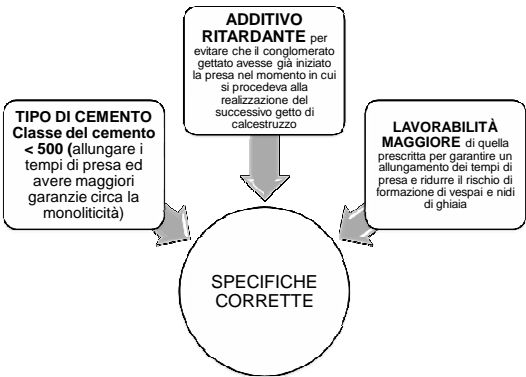 ADDITIVO
RITARDANTE per
evitare che il conglomerato
gettato avesse già iniziato
la presa nel momento in cui
si procedeva alla
realizzazione del
successivo getto di
calcestruzzo
TIPO DI CEMENTO
Classe del cemento
< 500 (allungare i
tempi di presa ed
avere maggiori
garanzie circa la
monoliticità)
LAVORABILITÀ
MAGGIORE di quella
prescritta per garantire un
allungamento dei tempi di
presa e ridurre il rischio di
formazione di vespai e nidi
di ghiaia
SPECIFICHE
CORRETTE